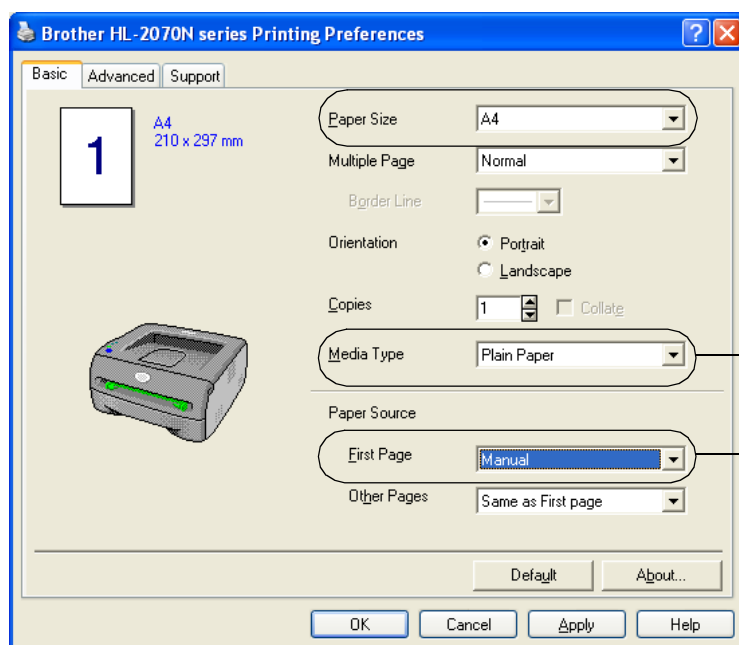 Brother HL-2070N series Printing Preferences
Basic Advanced Support
1
A4
210 x 297 mm
Paper Size A4
Multiple Page Normal
Border Line
Orientation Portrait
Landscape
Copies 1 Collate
Media Type Plain Paper
Paper Source
First Page Manual
Other Pages Same as First page
Default About...
OK Cancel Apply Help